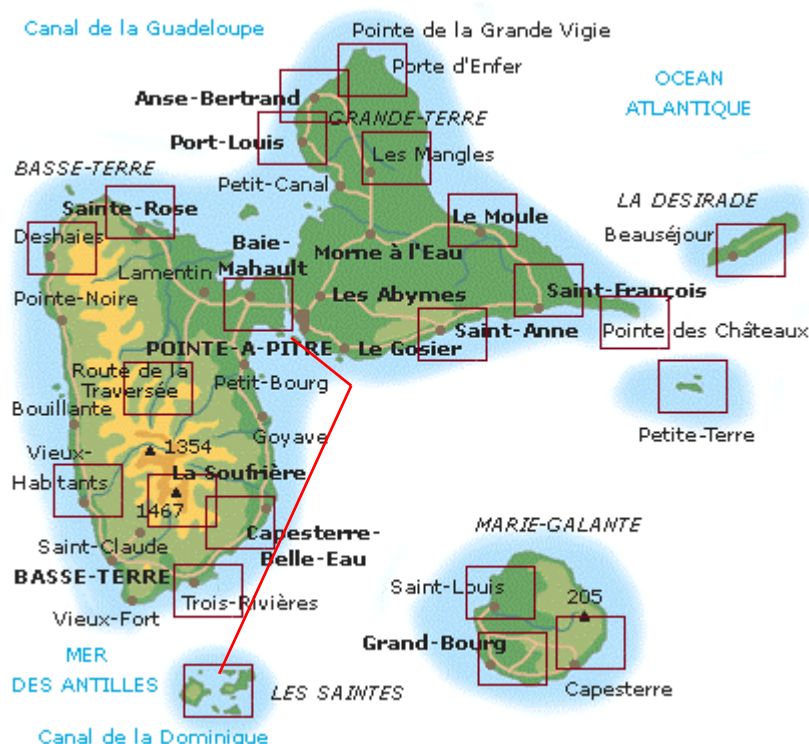 Canal de la Guadeloupe
Pointe de la Grande Vigie
Porte d'Enfer
OCEAN
ATLANTIQUE
Anse-Bertrand
GRANDE-TERRE
Port-Louis
Les Mangles
BASSE-TERRE
Petit-Canal
LA DESIRADE
Sainte-Rose
Le Moule
Beauséjour
Deshaies
Baie-
Mahault
Morne à l'Eau
Lamentin
Pointe-Noire
Les Abymes
Saint-François
Saint-Anne
Pointe des Châteaux
POINTE-A-PITRE
Le Gosier
Route de la
Traversée
Petit-Bourg
Bouillante
Goyave
Petite-Terre
1354
Vieux-
Habitants
La Soufrière
1467
Capesterre-
Belle-Eau
MARIE-GALANTE
Saint-Claude
BASSE-TERRE
Trois-Rivières
Vieux-Fort
Saint-Louis
205
Grand-Bourg
Capesterre
MER
DES ANTILLES
LES SAINTES
Canal de la Dominique